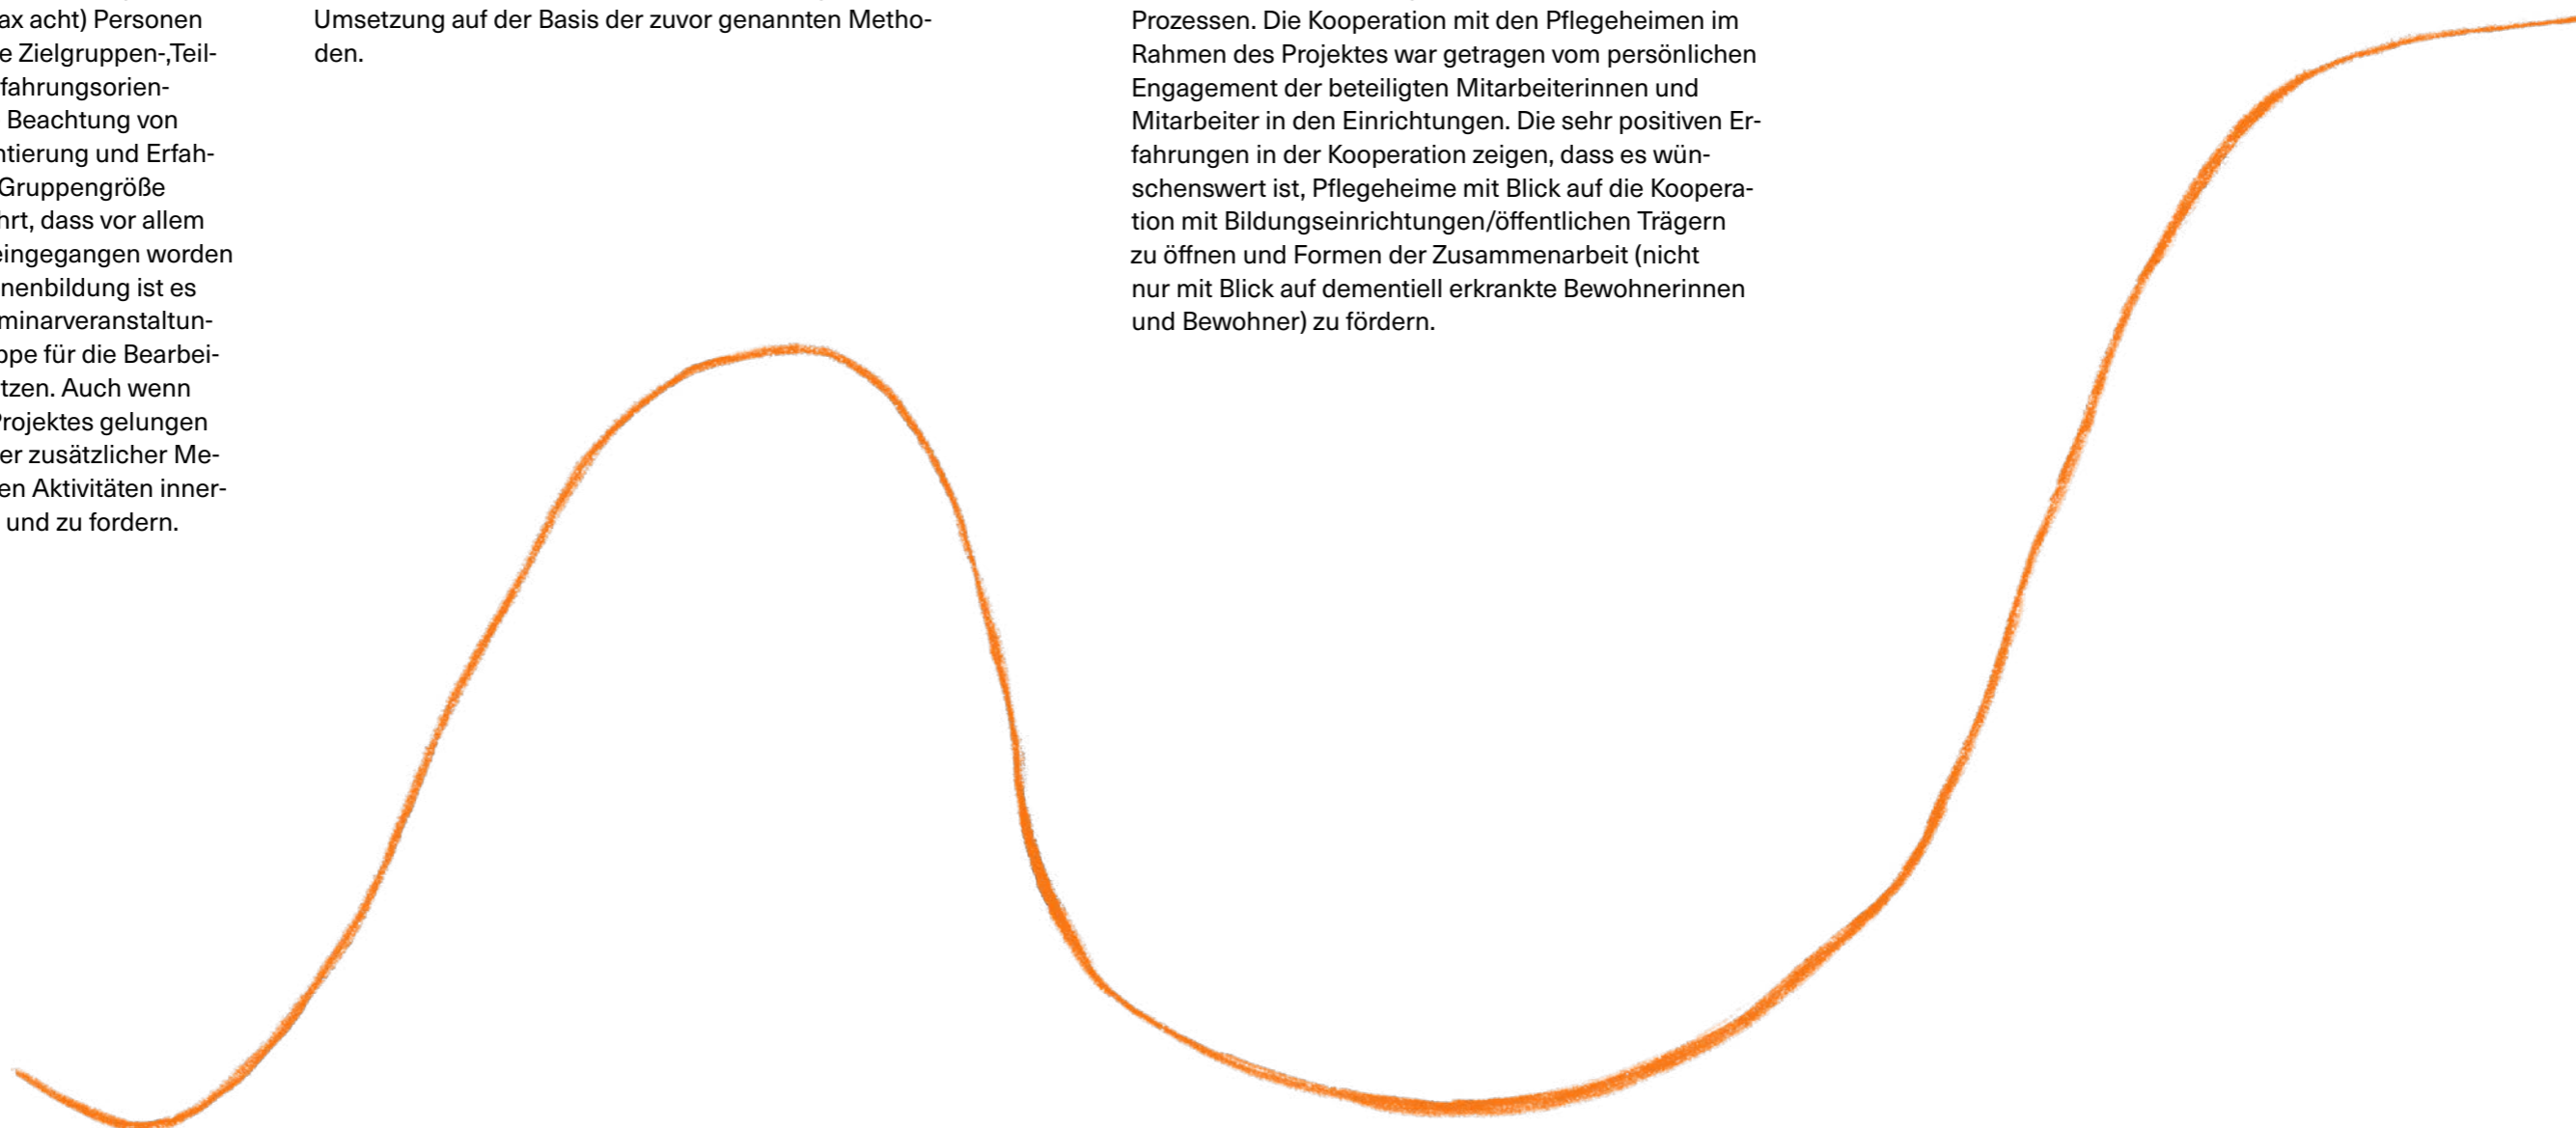 ax acht) Personen
e Zielgruppen-,Teil-
fahrungsorien-
Beachtung von
ntierung und Erfah-
Gruppengröße
hrt, dass vor allem
eingegangen worden
nenbildung ist es
minarveranstaltun-
ppe für die Bearbei-
tzen. Auch wenn
Projektes gelungen
er zusätzlicher Me-
en Aktivitäten inner-
und zu fordern.
Umsetzung auf der Basis der zuvor genannten Metho-
den.
Prozessen. Die Kooperation mit den Pflegeheimen im
Rahmen des Projektes war getragen vom persönlichen
Engagement der beteiligten Mitarbeiterinnen und
Mitarbeiter in den Einrichtungen. Die sehr positiven Er-
fahrungen in der Kooperation zeigen, dass es wün-
schenswert ist, Pflegeheime mit Blick auf die Koopera-
tion mit Bildungseinrichtungen/öffentlichen Trägern
zu öffnen und Formen der Zusammenarbeit (nicht
nur mit Blick auf dementiell erkrankte Bewohnerinnen
und Bewohner) zu fördern.